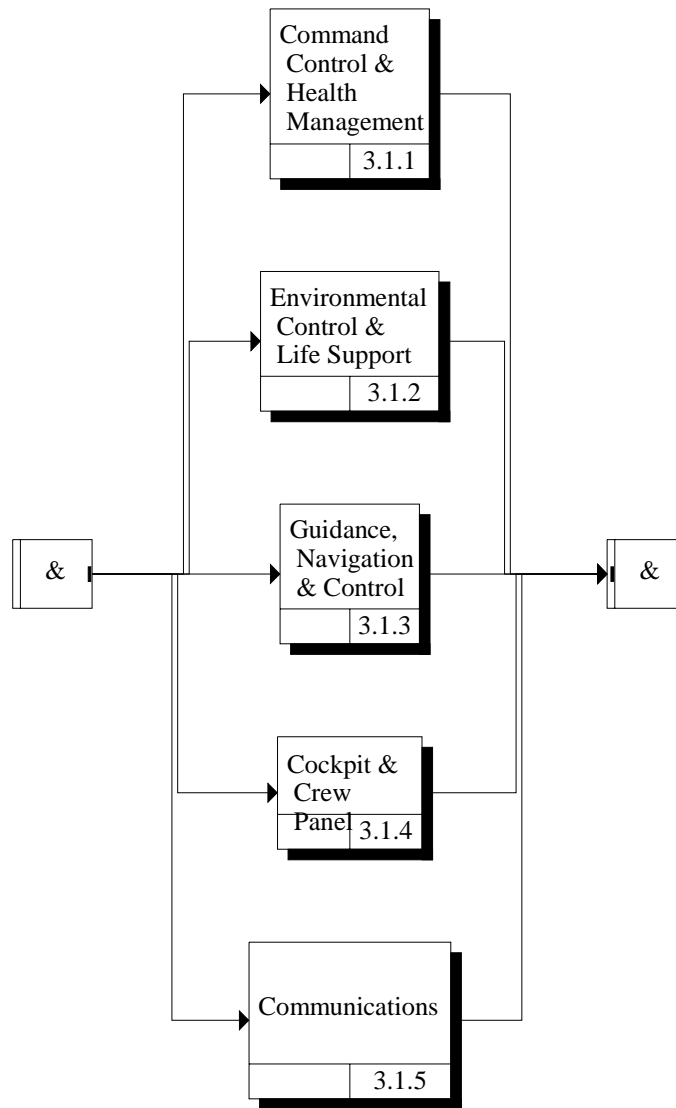 Command
Control &
Health
Management
3.1.1
Environmental
Control &
Life Support
3.1.2
&
Guidance,
Navigation
& Control
3.1.3
&
Cockpit &
Crew
Panel
3.1.4
Communications
3.1.5